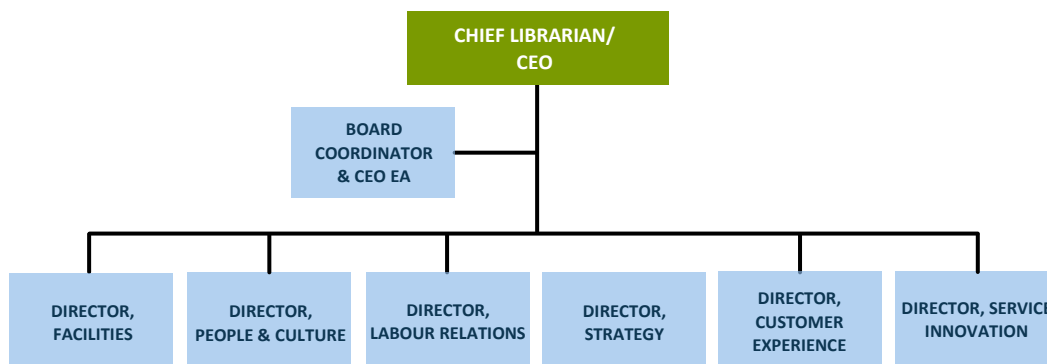 CHIEF LIBRARIAN/
CEO
BOARD
COORDINATOR
& CEO EA
DIRECTOR,
FACILITIES
DIRECTOR,
PEOPLE & CULTURE
DIRECTOR,
LABOUR RELATIONS
DIRECTOR,
STRATEGY
DIRECTOR,
CUSTOMER
EXPERIENCE
DIRECTOR, SERVICE
INNOVATION